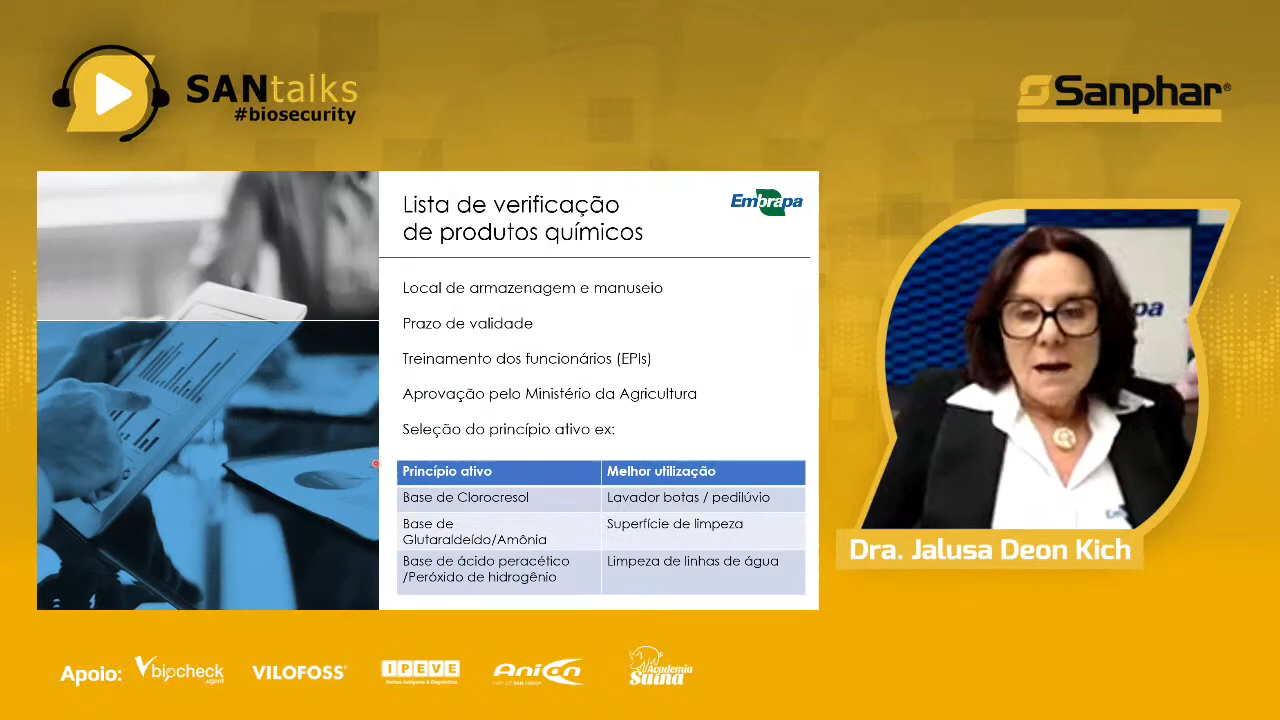 SANtalks
#biosecurity
Sanphar®
Lista de verificação
de produtos químicos
Embrapa
Local de armazenagem e manuseio
Prazo de validade
Treinamento dos funcionários (EPIs)
Aprovação pelo Ministério da Agricultura
Seleção do princípio ativo ex:
Princípio ativo
Melhor utilização
Base de Clorocresol
Lavador botas / pedilúvio
Base de
Glutaraldeído/Amônia
Superfície de limpeza
Base de ácido peracético
/Peróxido de hidrogênio
Limpeza de linhas de água
Dra. Jalusa Deon Kich
Apoio:
biocheck
VILOFOSS®
IPEVE
Anicon
Academia
Suína